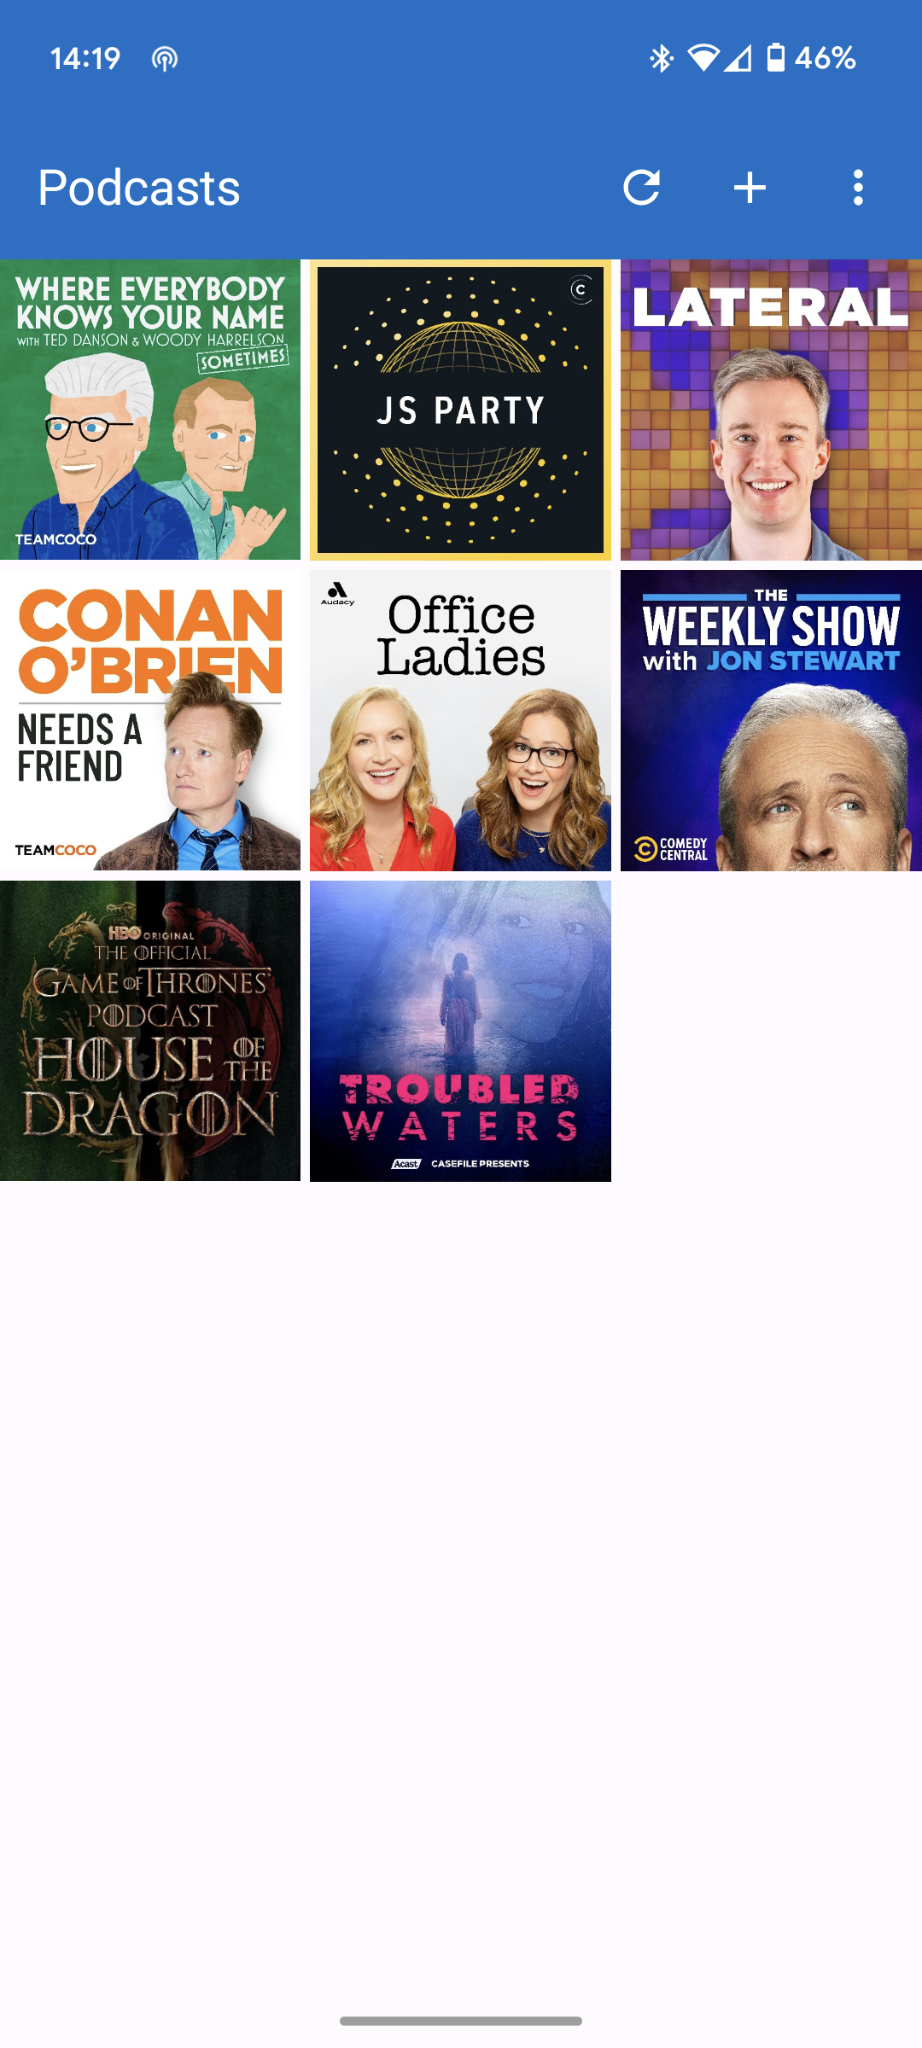 14:19
46%
Podcasts
WHERE EVERYBODY
KNOWS YOUR NAME
WITH TED DANSON & WOODY HARRELSON
SOMETIMES
TEAMCOCO
C
JS PARTY
LATERAL
CONAN
O'BRIEN
NEEDS A
FRIEND
TEAMCOCO
Audacy
Office
Ladies
THE
WEEKLY SHOW
with JON STEWART
COMEDY
CENTRAL
HBO ORIGINAL
THE OFFICIAL
GAME OF THRONES
PODCAST
HOUSE OF THE
DRAGON
TROUBLED
WATERS
Acast CASEFILE PRESENTS